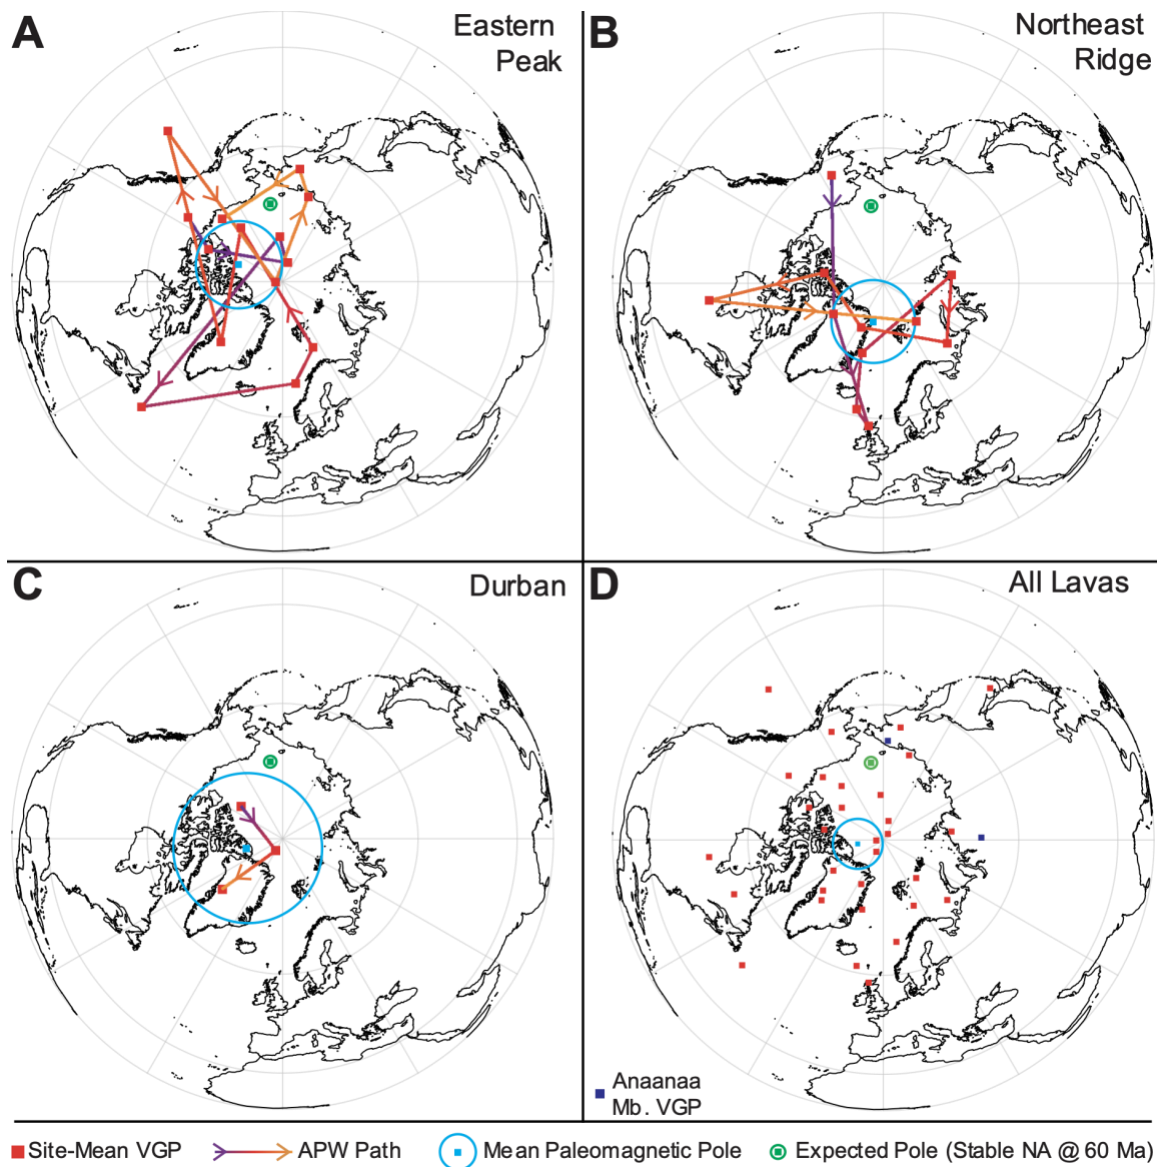 A
Eastern
Peak
B
Northeast
Ridge
C
Durban
D
All Lavas
Anaanaa
Mb. VGP
Site-Mean VGP
APW Path
Mean Paleomagnetic Pole
Expected Pole (Stable NA @ 60 Ma)